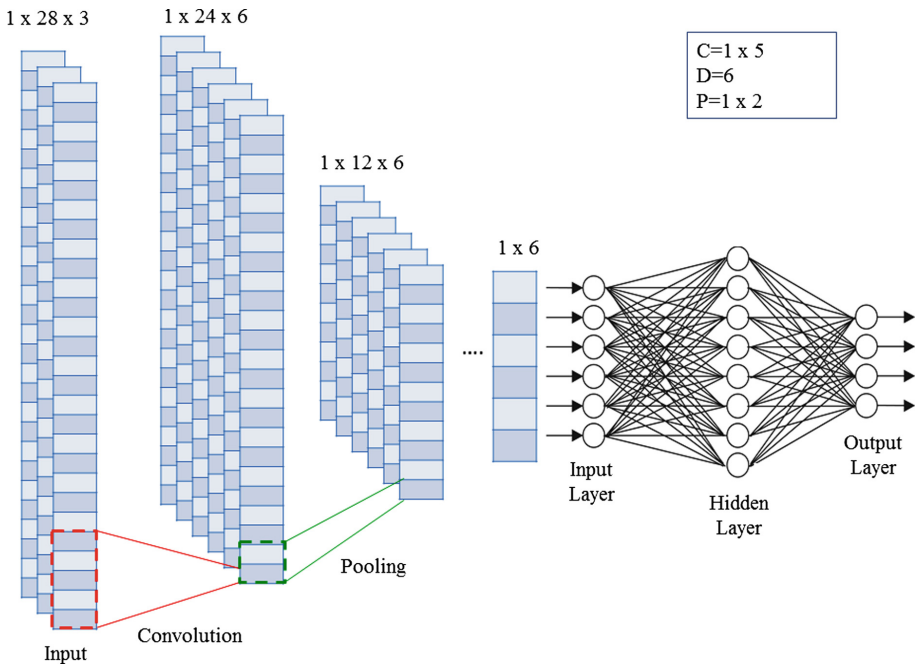 1 x 28 x 3
1 x 24 x 6
C=1 x 5
D=6
P=1 x 2
1 x 12 x 6
1 x 6
....
Input
Layer
Hidden
Layer
Output
Layer
Pooling
Convolution
Input